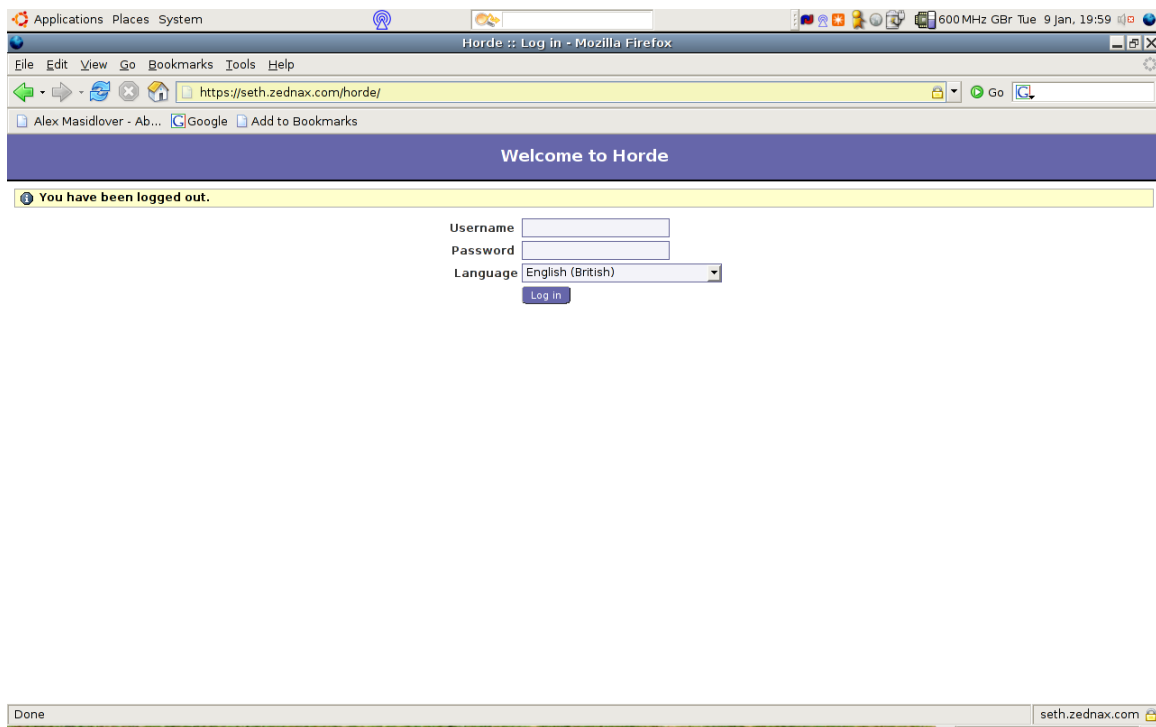 Applications Places System 600 MHz GBr Tue 9 Jan, 19:59
Horde :: Log in - Mozilla Firefox
File Edit View Go Bookmarks Tools Help
https://seth.zednax.com/horde/ Go G
Alex Masidlover - Ab... G Google Add to Bookmarks
Welcome to Horde
You have been logged out.
Username
Password
Language English (British)
Log in
Done seth.zednax.com